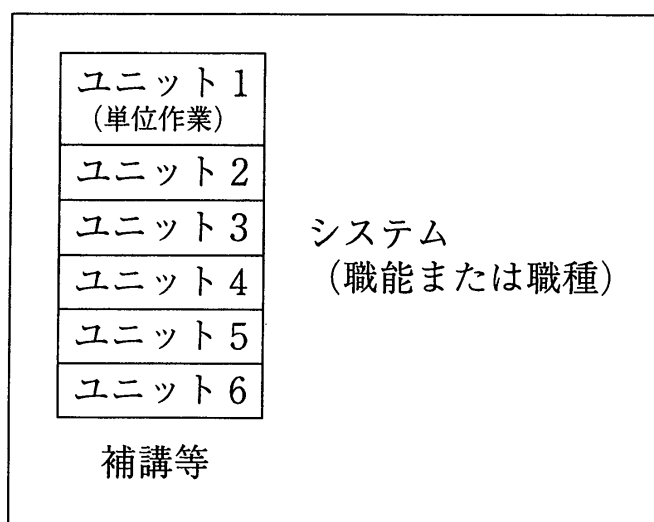 ユニット1
(単位作業)
ユニット2
ユニット3
システム
(職能または職種)
ユニット4
ユニット5
ユニット6
補講等